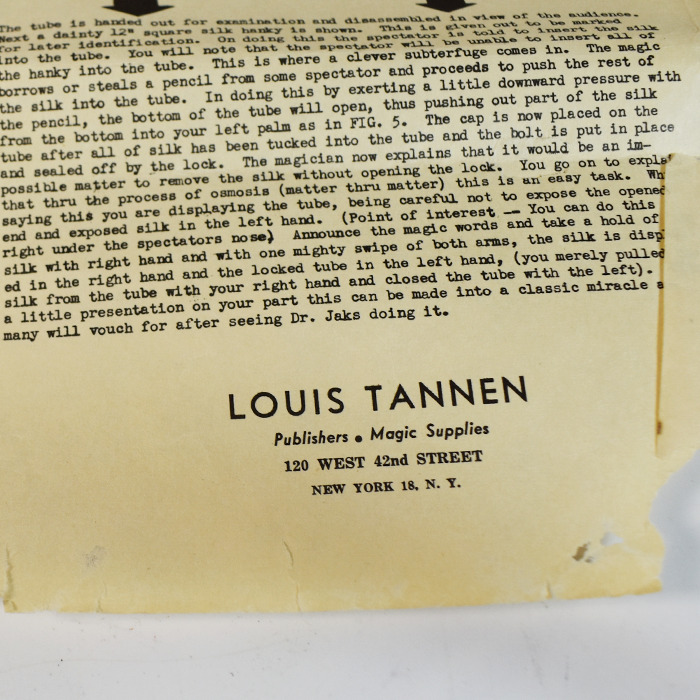 The tube is handed out for examination and disassembled in view of the audience.
Next a dainty 12" square silk hanky is shown. This is given out to be marked
for later identification. On doing this the spectator is told to insert the silk
into the tube. You will note that the spectator will be unable to insert all of
the hanky into the tube. This is where a clever subterfuge comes in. The magic
borrows or steals a pencil from some spectator and proceeds to push the rest of
the silk into the tube. In doing this by exerting a little downward pressure with
the pencil, the bottom of the tube will open, thus pushing out part of the silk
from the bottom into your left palm as in FIG. 5. The cap is now placed on the
tube after all of silk has been tucked into the tube and the bolt is put in place
and sealed off by the lock. The magician now explains that it would be an im-
possible matter to remove the silk without opening the lock. You go on to expla
that thru the process of osmosis (matter thru matter) this is an easy task. Wh
saying this you are displaying the tube, being careful not to expose the opened
end and exposed silk in the left hand. (Point of interest — You can do this
right under the spectators nose) Announce the magic words and take a hold of
silk with right hand and with one mighty swipe of both arms, the silk is disp
ed in the right hand and the locked tube in the left hand, (you merely pulled
silk from the tube with your right hand and closed the tube with the left).
a little presentation on your part this can be made into a classic miracle a
many will vouch for after seeing Dr. Jaks doing it.
LOUIS TANNEN
Publishers • Magic Supplies
120 WEST 42nd STREET
NEW YORK 18, N. Y.